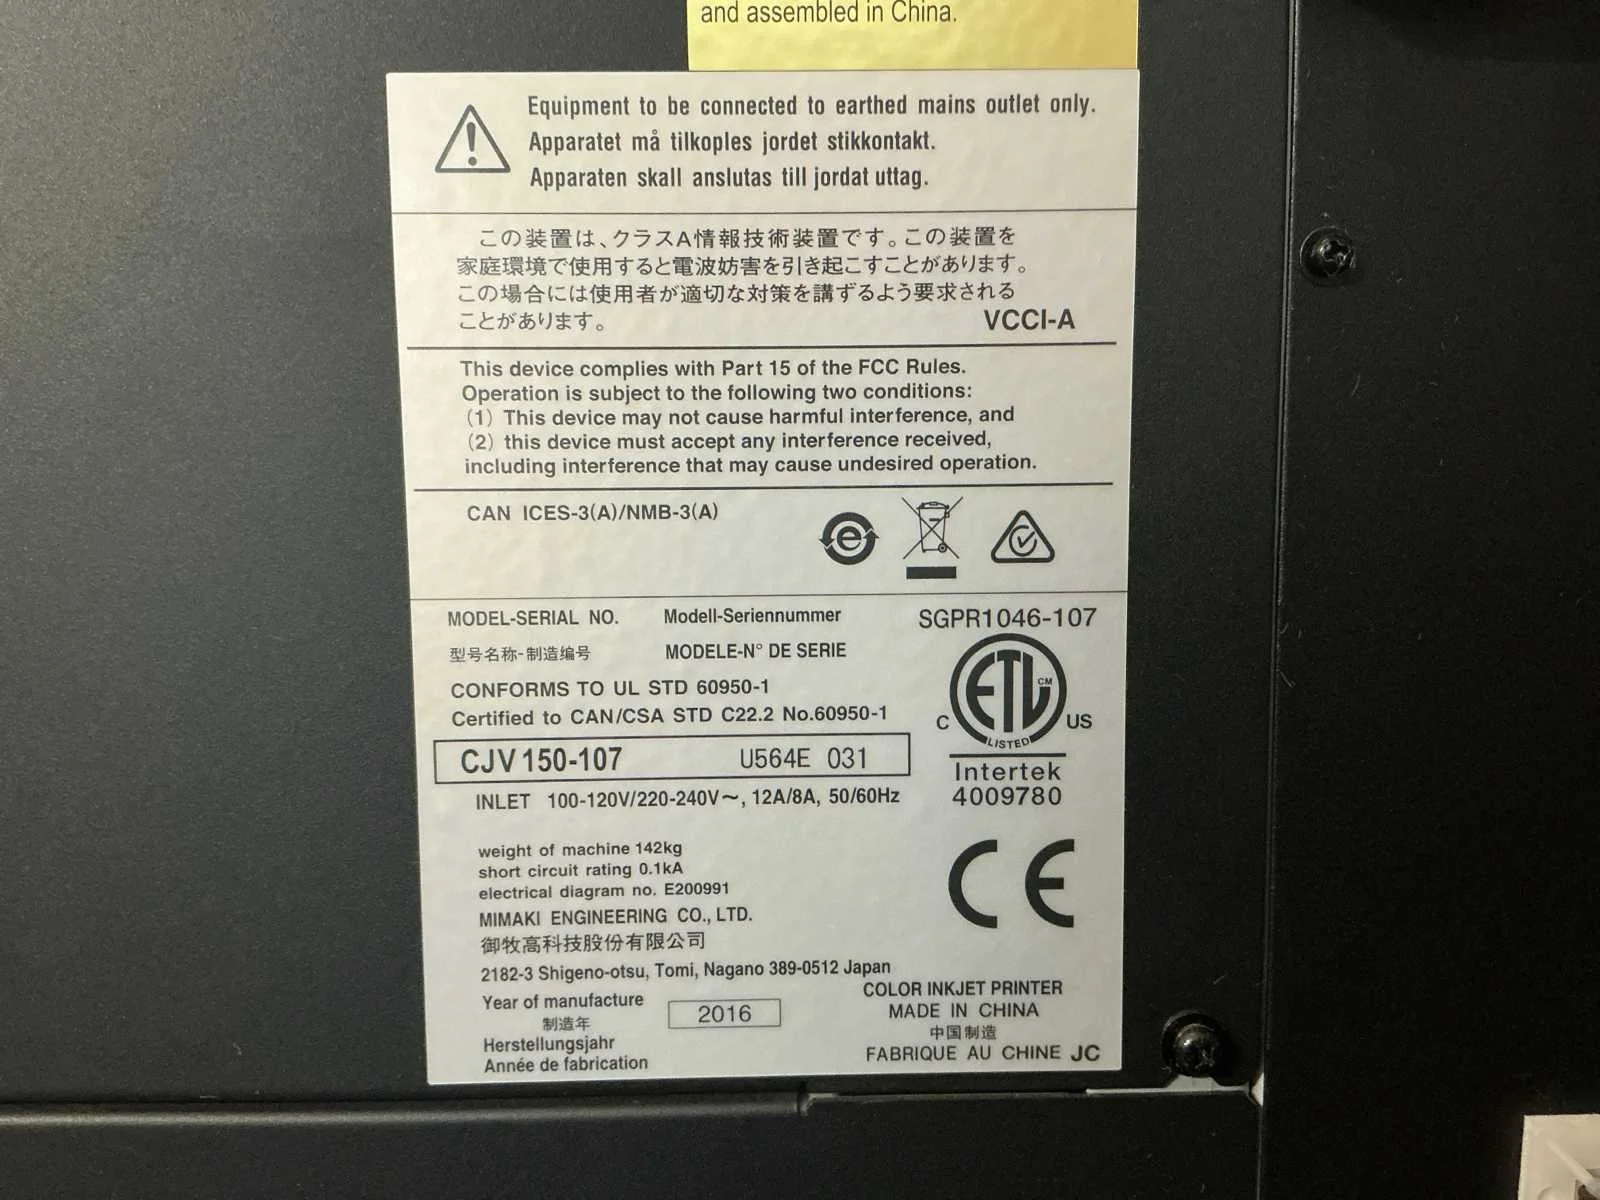 and assembled in China.
Equipment to be connected to earthed mains outlet only.
Apparatet må tilkoples jordet stikkontakt.
Apparaten skall anslutas till jordat uttag.
この装置は、クラスA情報技術装置です。この装置を
家庭環境で使用すると電波妨害を引き起こすことがあります。
この場合には使用者が適切な対策を講ずるよう要求される
ことがあります。
VCCI-A
This device complies with Part 15 of the FCC Rules.
Operation is subject to the following two conditions:
(1) This device may not cause harmful interference, and
(2) this device must accept any interference received,
including interference that may cause undesired operation.
CAN ICES-3(A)/NMB-3(A)
e
MODEL-SERIAL NO. Modell-Seriennummer
型号名称-制造编号 MODELE-N° DE SERIE
SGPR1046-107
CONFORMS TO UL STD 60950-1
Certified to CAN/CSA STD C22.2 No.60950-1
C ETL CM US
LISTED
Intertek
4009780
CJV150-107 U564E 031
INLET 100-120V/220-240V～, 12A/8A, 50/60Hz
weight of machine 142kg
short circuit rating 0.1kA
electrical diagram no. E200991
CE
MIMAKI ENGINEERING CO., LTD.
御牧高科技股份有限公司
2182-3 Shigeno-otsu, Tomi, Nagano 389-0512 Japan
Year of manufacture
制造年
Herstellungsjahr
Année de fabrication
2016
COLOR INKJET PRINTER
MADE IN CHINA
中国制造
FABRIQUE AU CHINE JC